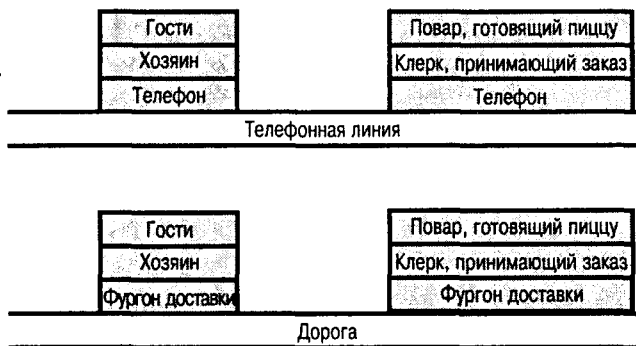 Гости
Повар, готовящий пиццу
Хозяин
Клерк, принимающий заказ
Телефон
Телефон
Телефонная линия
Гости
Повар, готовящий пиццу
Хозяин
Клерк, принимающий заказ
Фургон доставки
Фургон доставки
Дорога